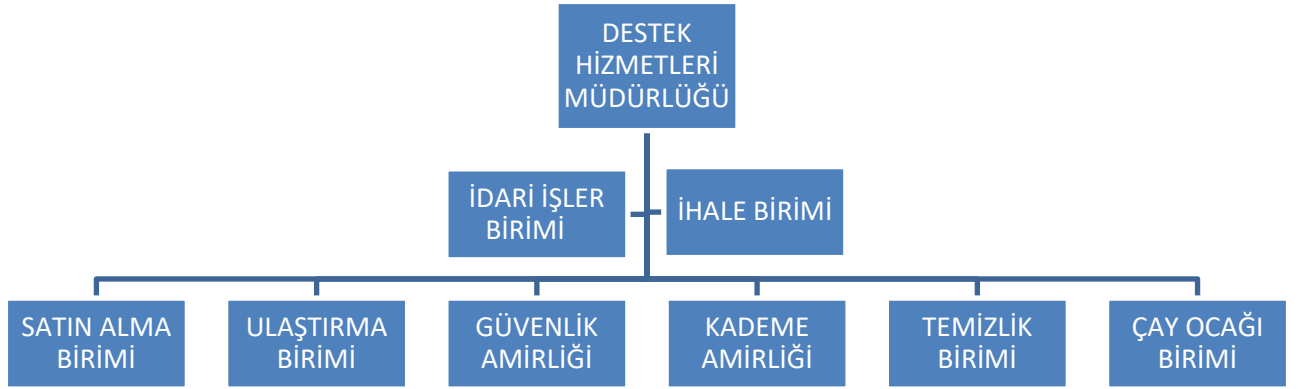 DESTEK
HİZMETLERİ
MÜDÜRLÜĞÜ
İDARİ İŞLER
BİRİMİ
İHALE BİRİMİ
SATIN ALMA
BİRİMİ
ULAŞTIRMA
BİRİMİ
GÜVENLİK
AMİRLİĞİ
KADEME
AMİRLİĞİ
TEMİZLİK
BİRİMİ
ÇAY OCAĞI
BİRİMİ